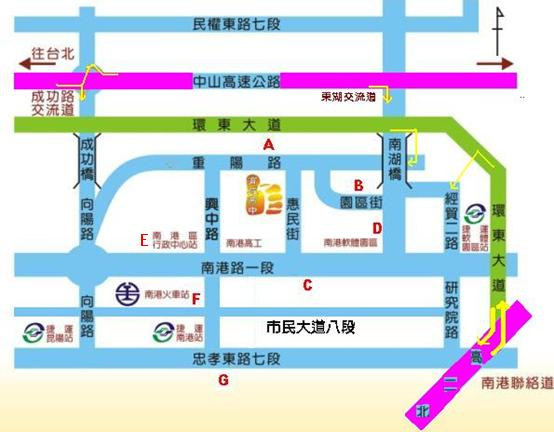 民權東路七段
往台北
中山高速公路
成功路
交流道
東湖交流道
環東大道
A
成功橋
重陽路
南湖橋
B
園區街
向陽路
興中路
惠民街
D
經貿二路
捷運
軟體
園區站
環東大道
E
南港區
行政中心站
南港高工
南港軟體園區
南港路一段
C
向陽路
南港火車站
F
研究院路
市民大道八段
捷運
昆陽站
捷運
南港站
忠孝東路七段
G
北二高
南港聯絡道